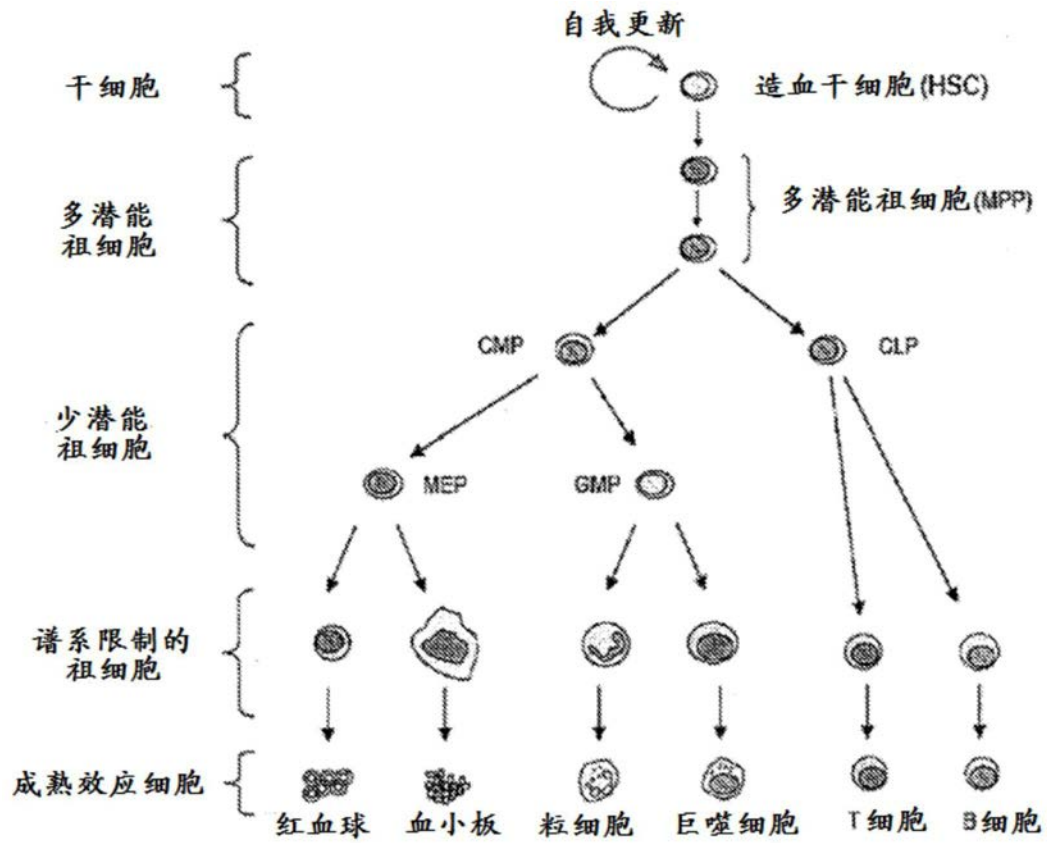 自我更新
干细胞
造血干细胞(HSC)
多潜能
祖细胞
多潜能祖细胞(MPP)
CMP
CLP
少潜能
祖细胞
MEP
GMP
谱系限制的
祖细胞
成熟效应细胞
红血球
血小板
粒细胞
巨噬细胞
T细胞
B细胞